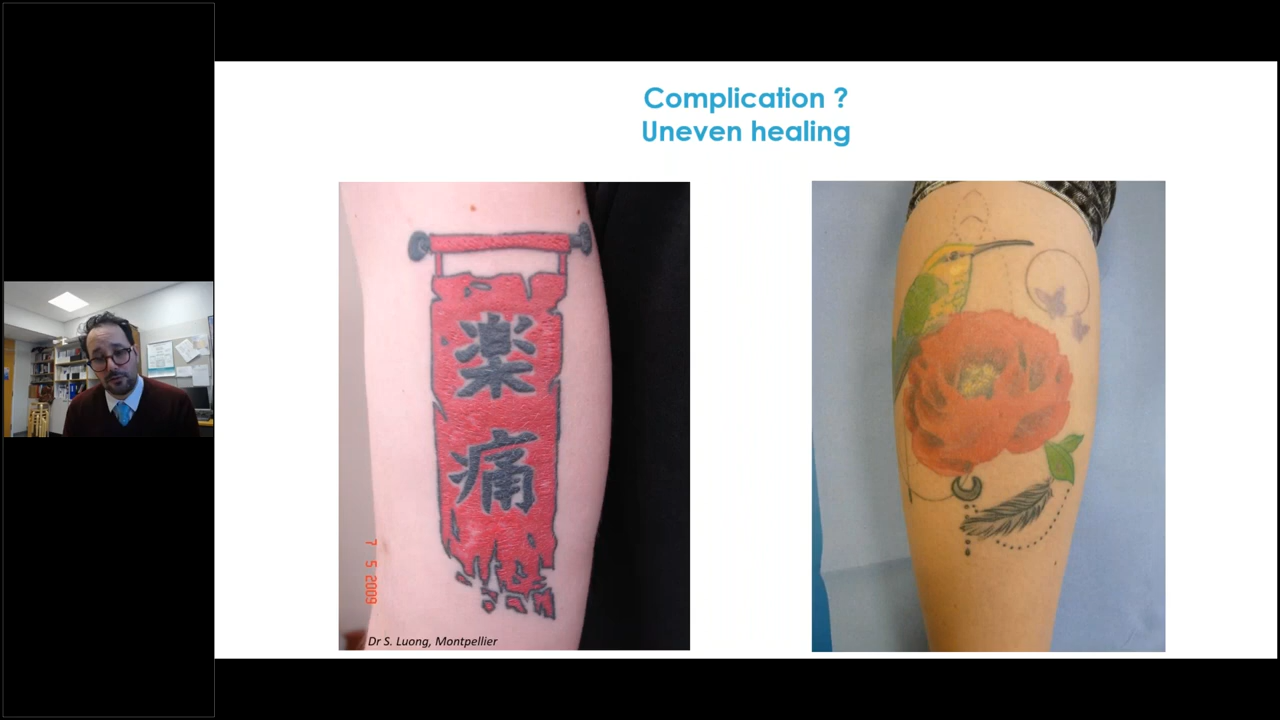 Complication ?
Uneven healing
楽
痛
7 5 2009
Dr S. Luong, Montpellier